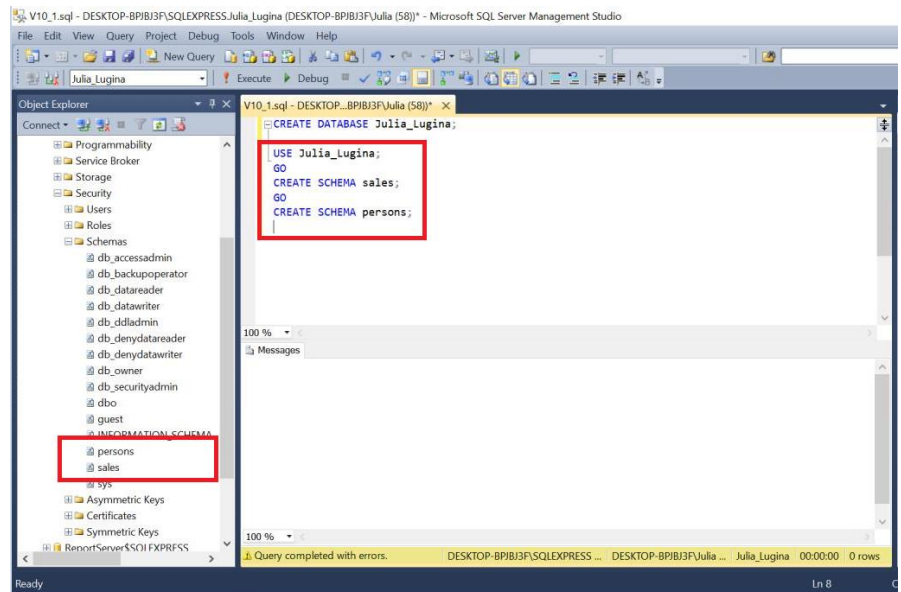 V10_1.sql - DESKTOP-BPJBJ3F\SQLEXPRESS.Julia_Lugina (DESKTOP-BPJBJ3F\Julia (58))* - Microsoft SQL Server Management Studio
File Edit View Query Project Debug Tools Window Help
New Query
Julia_Lugina Execute Debug
Object Explorer
Connect
Programmability
Service Broker
Storage
Security
Users
Roles
Schemas
db_accessadmin
db_backupoperator
db_datareader
db_datawriter
db_ddladmin
db_denydatareader
db_denydatawriter
db_owner
db_securityadmin
dbo
guest
INFORMATION_SCHEMA
persons
sales
sys
Asymmetric Keys
Certificates
Symmetric Keys
ReportServer$SQLEXPRESS
V10_1.sql - DESKTOP...BPJBJ3F\Julia (58))*
CREATE DATABASE Julia_Lugina;
USE Julia_Lugina;
GO
CREATE SCHEMA sales;
GO
CREATE SCHEMA persons;
100 %
Messages
100 %
Query completed with errors. DESKTOP-BPJBJ3F\SQLEXPRESS ... DESKTOP-BPJBJ3F\Julia ... Julia_Lugina 00:00:00 0 rows
Ready Ln 8 C